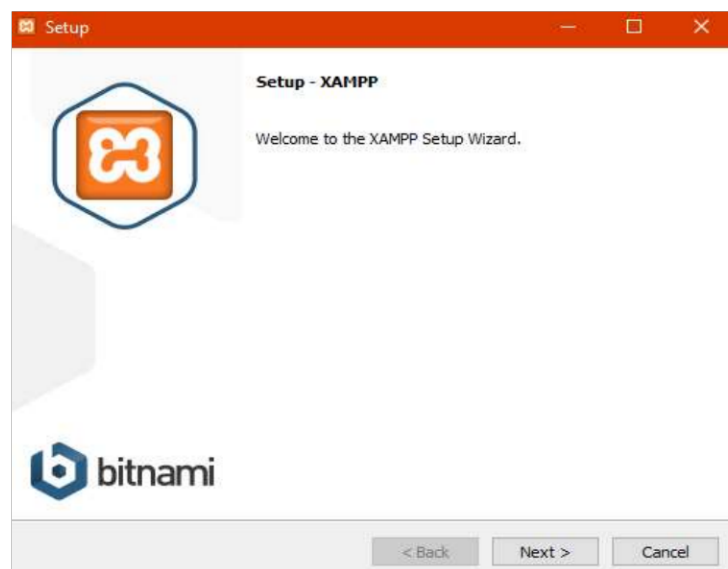 Setup
Setup - XAMPP
Welcome to the XAMPP Setup Wizard.
bitnami
< Back
Next >
Cancel